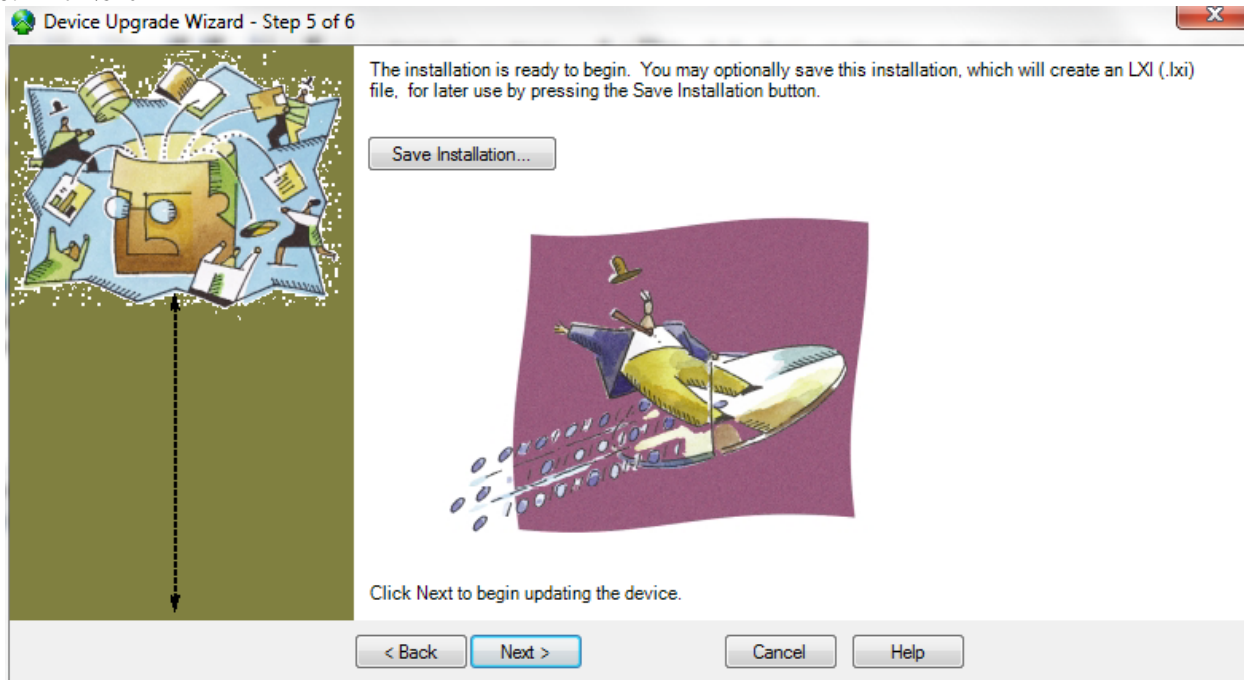 Device Upgrade Wizard - Step 5 of 6
The installation is ready to begin.  You may optionally save this installation, which will create an LXI (.lxi)
file,  for later use by pressing the Save Installation button.
Save Installation...
Click Next to begin updating the device.
< Back
Next >
Cancel
Help